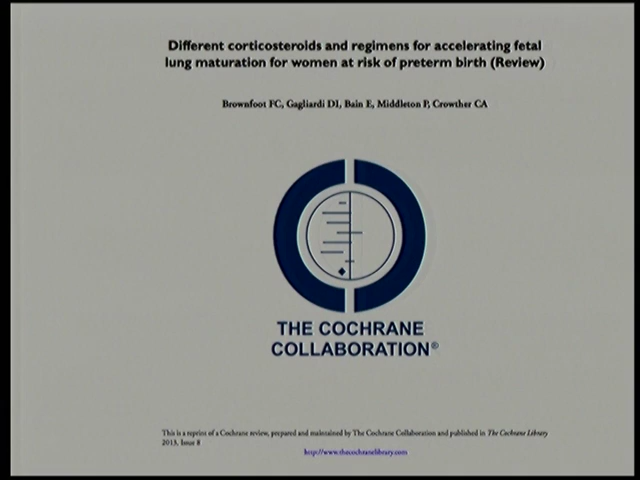 Different corticosteroids and regimens for accelerating fetal
lung maturation for women at risk of preterm birth (Review)
Brownfoot FC, Gagliardi DI, Bain E, Middleton P, Crowther CA
THE COCHRANE
COLLABORATION®
This is a reprint of a Cochrane review, prepared and maintained by The Cochrane Collaboration and published in The Cochrane Library
2013, Issue 8
http://www.thecochranelibrary.com